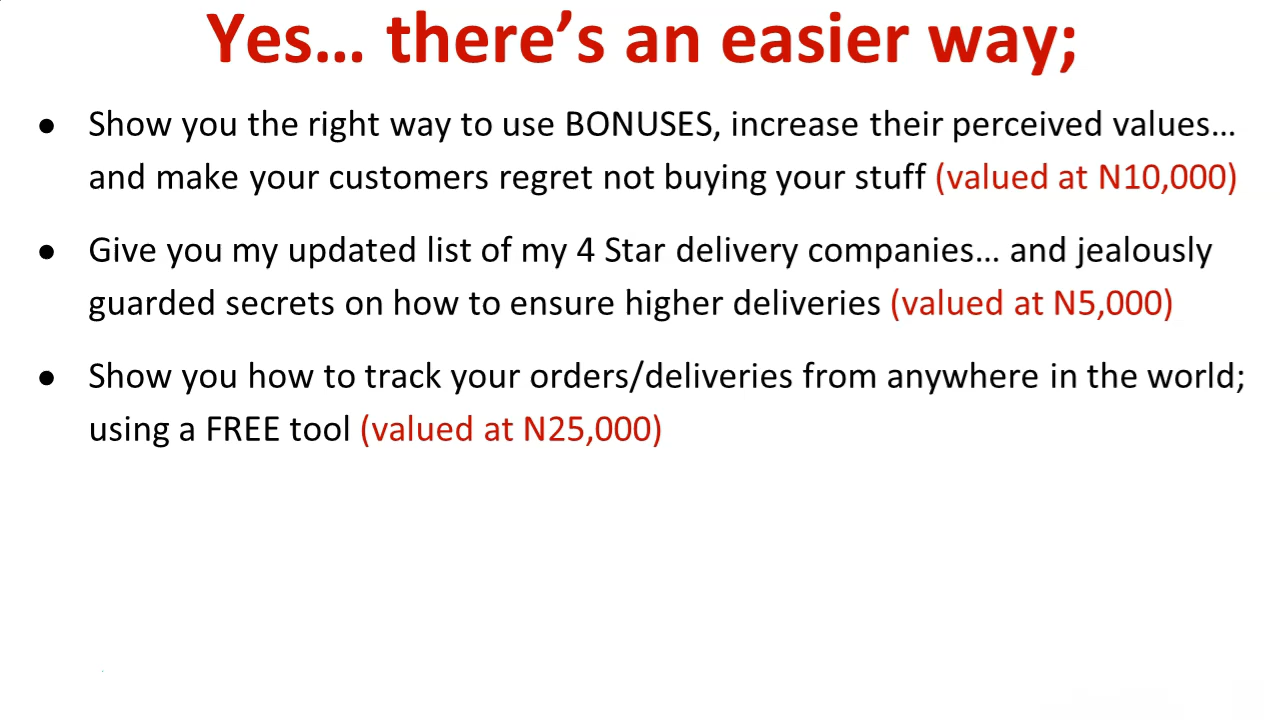 Yes… there’s an easier way;
● Show you the right way to use BONUSES, increase their perceived values…
and make your customers regret not buying your stuff (valued at N10,000)
● Give you my updated list of my 4 Star delivery companies… and jealously
guarded secrets on how to ensure higher deliveries (valued at N5,000)
● Show you how to track your orders/deliveries from anywhere in the world;
using a FREE tool (valued at N25,000)